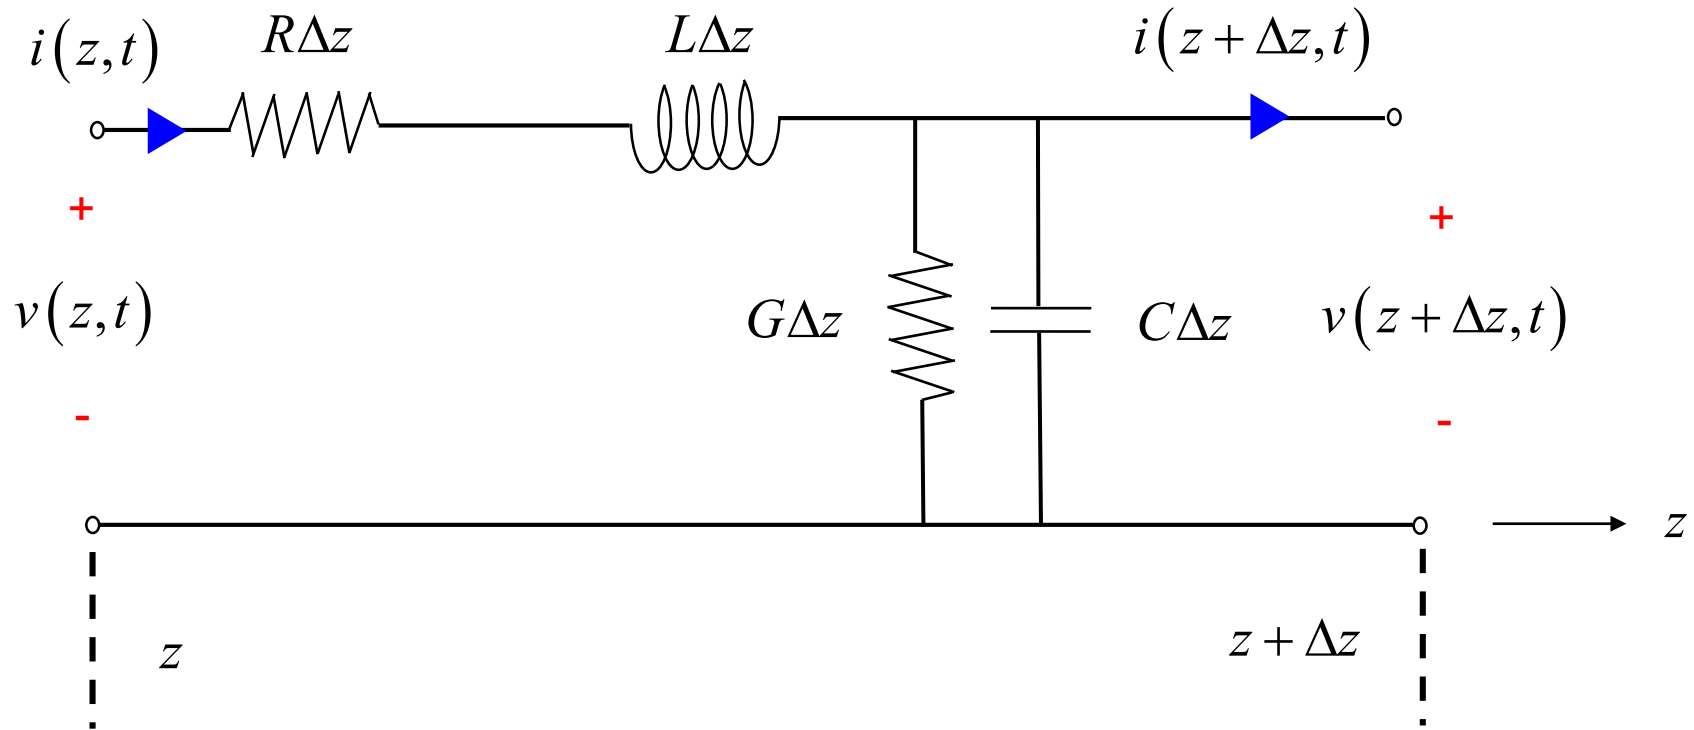 i(z,t)
RΔz
LΔz
i(z+Δz,t)
+
+
v(z,t)
GΔz
CΔz
v(z+Δz,t)
-
-
z
z
z+Δz